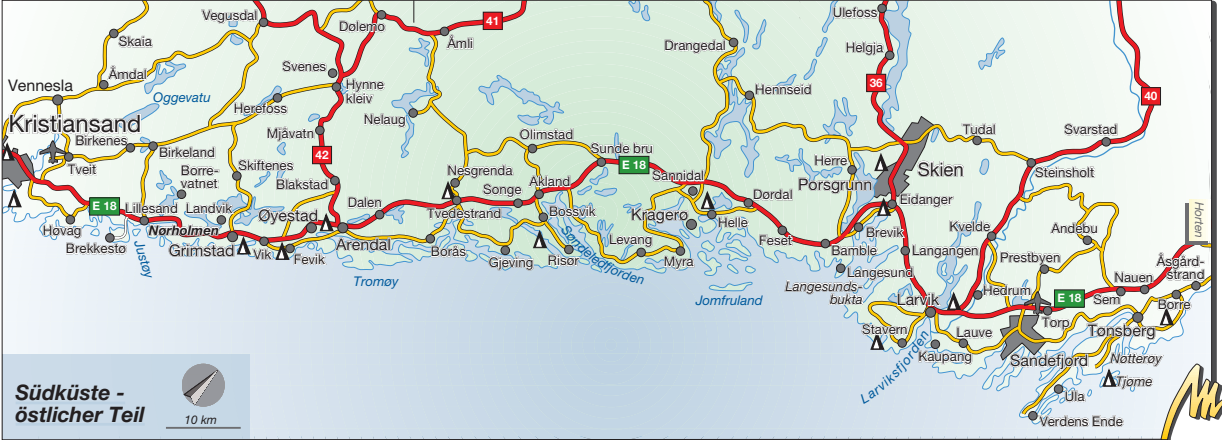 Vegusdal
Dølemo
41
Åmli
Skaia
Ulefoss
Drangedal
Helgja
Svenes
Åmdal
Vennesla
Oggevatu
Hynne
kleiv
36
Hennseid
40
Herefoss
Nelaug
Kristiansand
Mjåvatn
Birkenes
Birkeland
Olimstad
Sunde bru
Tudal
Svarstad
Tveit
42
Skiftenes
E 18
Herre
Skien
Steinsholt
Borre-
vatnet
Blakstad
Nesgrenda
Songe
Akland
Sannidal
Porsgrunn
Dordal
Eidanger
E 18
Lillesand
Landvik
Øyestad
Dalen
Tvedestrand
Bossvik
Kragerø
Helle
Horten
Høvag
Nørholmen
Brekkesto
Justøy
Grimstad
Vik
Fevik
Arendal
Borås
Gjeving
Risor
Søndeledfjorden
Levang
Myra
Feset
Bamble
Brevik
Langangen
Kvelde
Andebu
Prestbyen
Åsgård-
strand
Tromøy
Jomfruland
Langesund
Langesunds-
bukta
Larvik
Hedrum
E 18
Nauen
Sem
Borre
Torp
Tønsberg
Stavern
Lauve
Kaupang
Sandefjord
Nøtterøy
Larviksfjorden
Tjøme
Ula
Verdens Ende
Südküste -
östlicher Teil
10 km